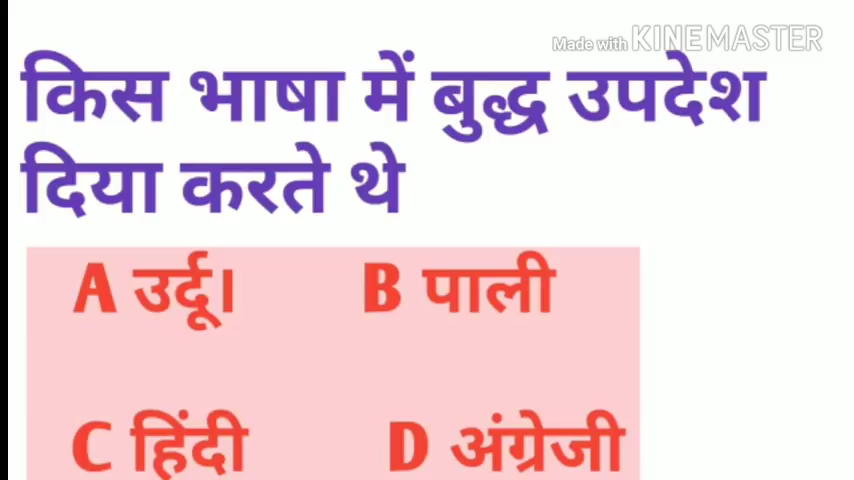 Made with KINEMASTER
किस भाषा में बुद्ध उपदेश
दिया करते थे
A उर्दू। B पाली
C हिंदी D अंग्रेजी